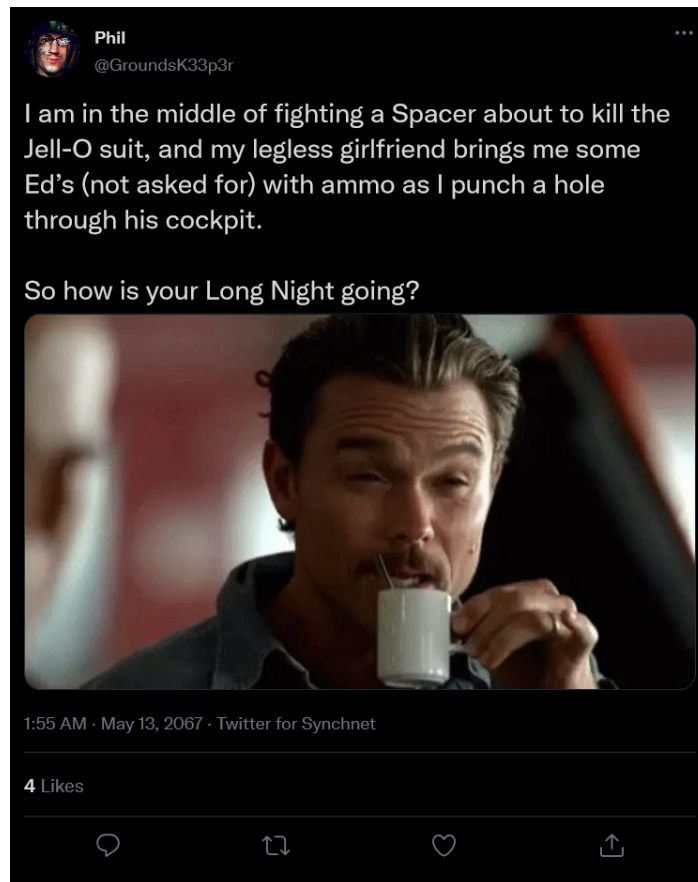 Phil
@GroundsK33p3r
I am in the middle of fighting a Spacer about to kill the
Jell-O suit, and my legless girlfriend brings me some
Ed’s (not asked for) with ammo as I punch a hole
through his cockpit.
So how is your Long Night going?
1:55 AM · May 13, 2067 · Twitter for Synchnet
4 Likes